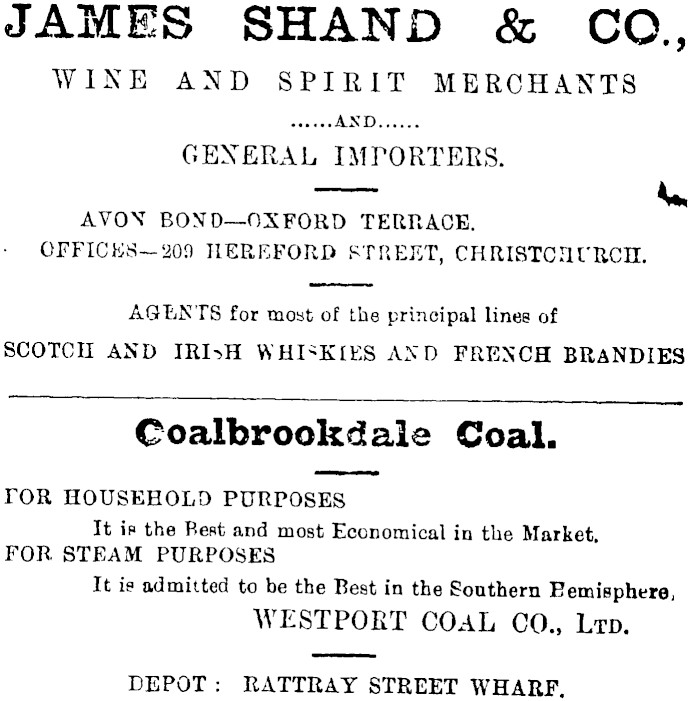 JAMES SHAND & CO.,
WINE AND SPIRIT MERCHANTS
......AND......
GENERAL IMPORTERS.
AVON BOND—OXFORD TERRACE.
OFFICES—209 HEREFORD STREET, CHRISTCHURCH.
AGENTS for most of the principal lines of
SCOTCH AND IRISH WHISKIES AND FRENCH BRANDIES
Coalbrookdale Coal.
FOR HOUSEHOLD PURPOSES
It is the Best and most Economical in the Market.
FOR STEAM PURPOSES
It is admitted to be the Best in the Southern Hemisphere,
WESTPORT COAL CO., LTD.
DEPOT : RATTRAY STREET WHARF.